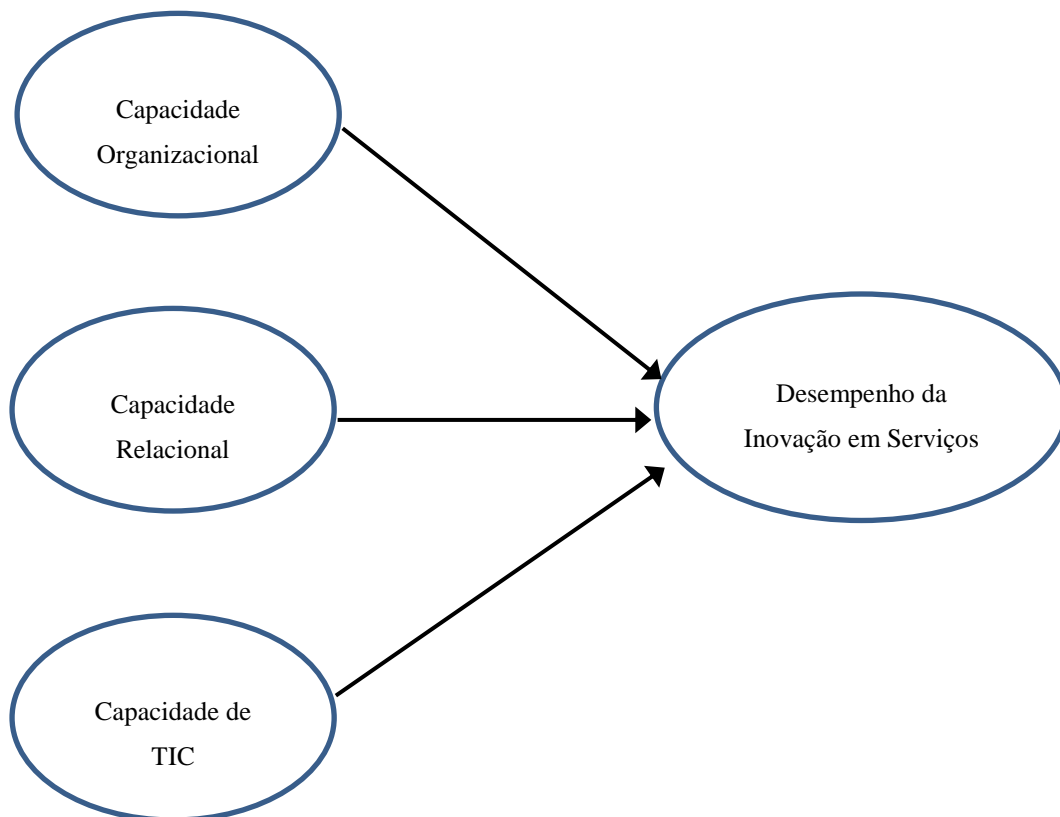 Capacidade
Organizacional
Capacidade
Relacional
Desempenho da
Inovação em Serviços
Capacidade de
TIC